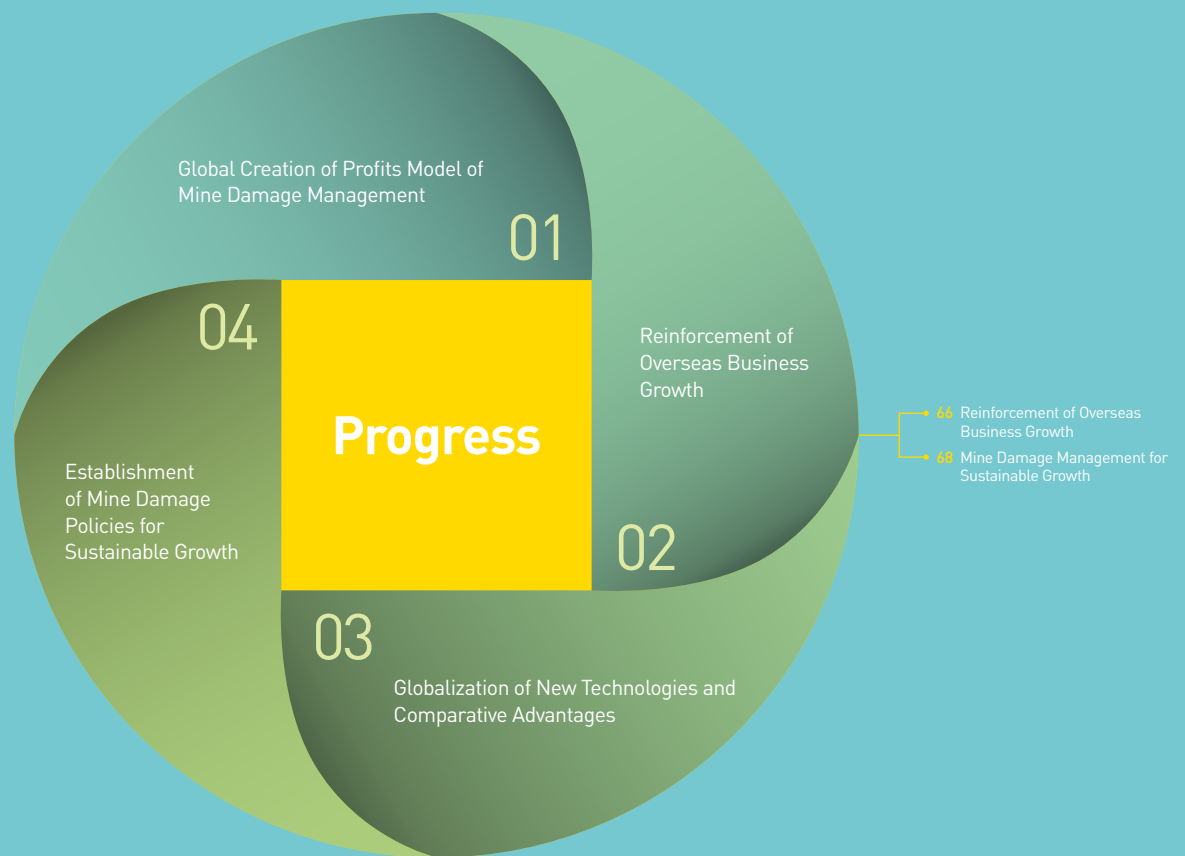 Global Creation of Profits Model of
Mine Damage Management
01
Reinforcement of
Overseas Business
Growth
02
03
Globalization of New Technologies and
Comparative Advantages
04
Establishment
of Mine Damage
Policies for
Sustainable Growth
Progress
66 Reinforcement of Overseas
Business Growth
68 Mine Damage Management for
Sustainable Growth